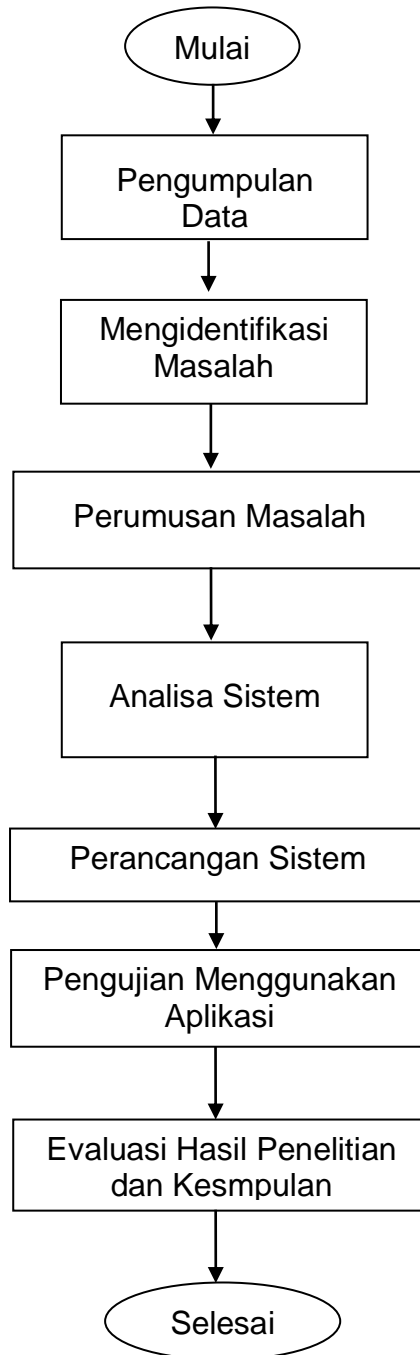 Mulai
Pengumpulan
Data
Mengidentifikasi
Masalah
Perumusan Masalah
Analisa Sistem
Perancangan Sistem
Pengujian Menggunakan
Aplikasi
Evaluasi Hasil Penelitian
dan Kesmpulan
Selesai